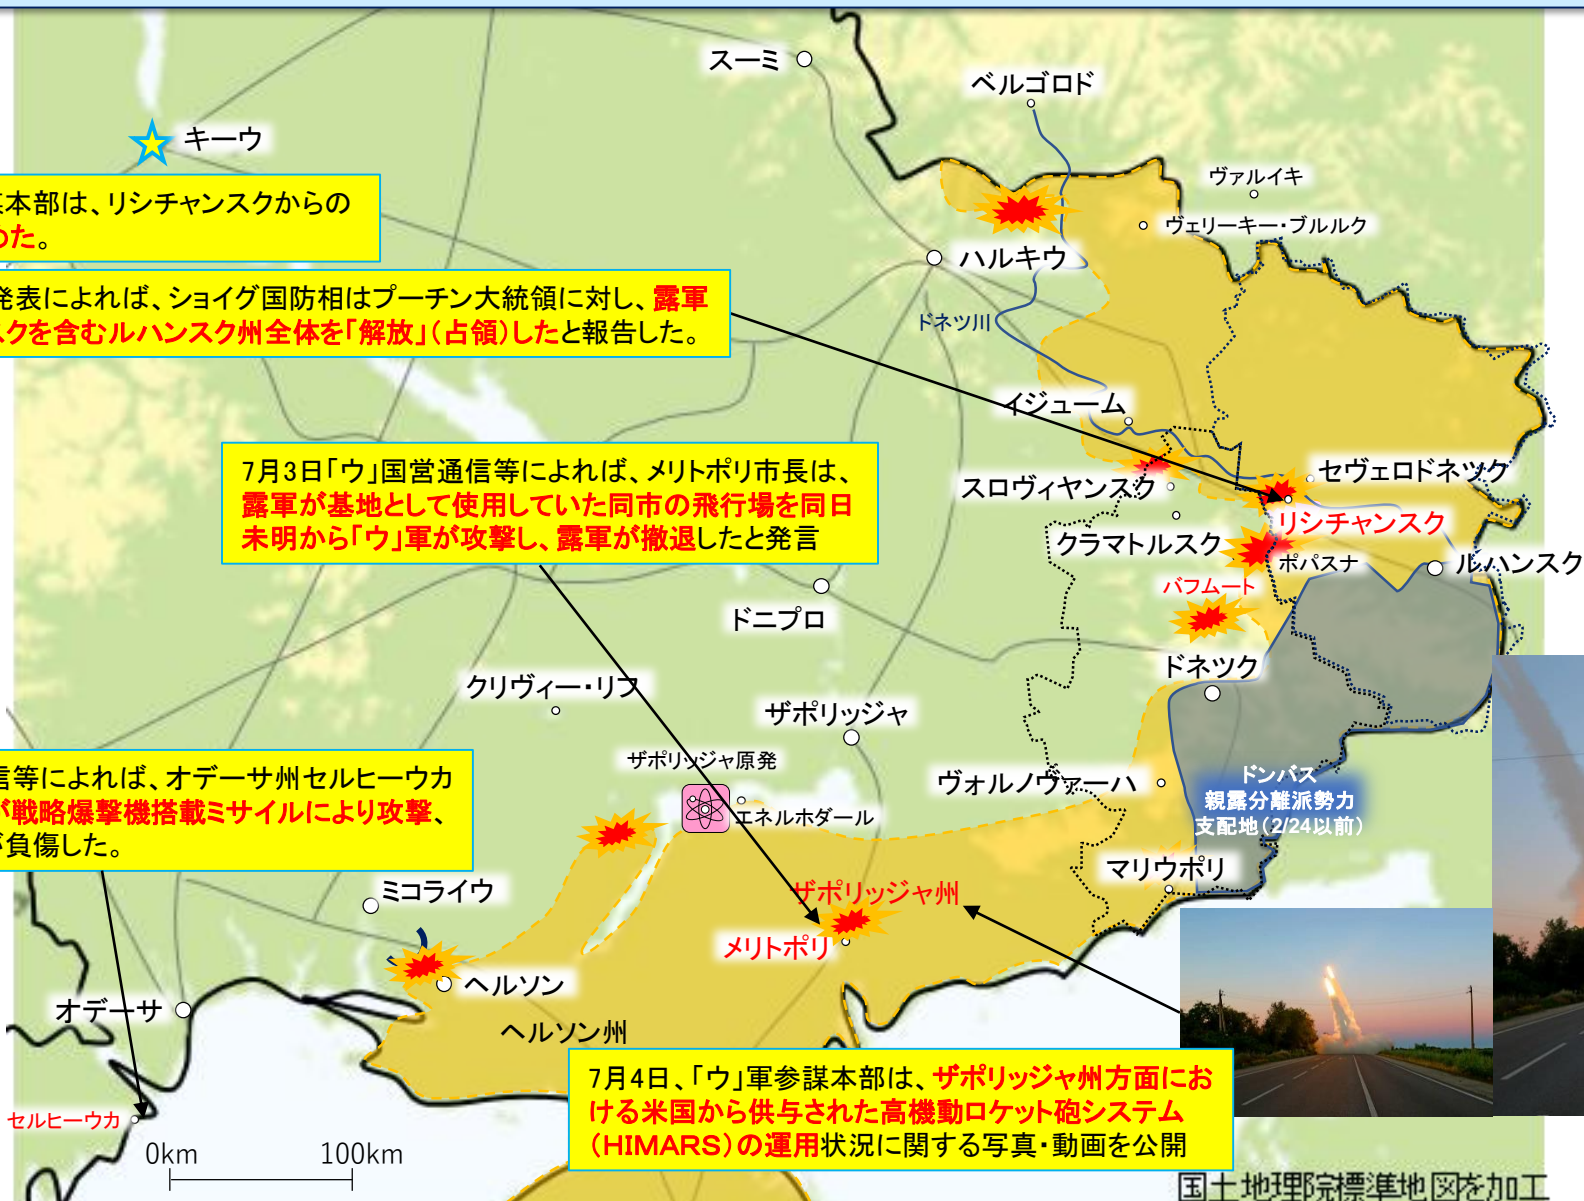 スーミ
ベルゴロド
キーウ
ヴァルイキ
ヴェリーキー・ブルルク
本部は、リシチャンスクからの
めた。
ハルキウ
発表によれば、ショイグ国防相はプーチン大統領に対し、露軍
スクを含むルハンスク州全体を「解放」(占領)したと報告した。
ドネツ川
イジューム
7月3日「ウ」国営通信等によれば、メリトポリ市長は、
露軍が基地として使用していた同市の飛行場を同日
未明から「ウ」軍が攻撃し、露軍が撤退したと発言
スロヴィヤンスク
セヴェロドネツク
リシチャンスク
クラマトルスク
ポパスナ
ルハンスク
バフムート
ドニプロ
ドネツク
クリヴィー・リフ
ザポリッジャ
ザポリッジャ原発
エネルホダール
ヴォルノヴァーハ
ドンバス
親露分離派勢力
支配地(2/24以前)
信等によれば、オデーサ州セルヒーウカ
が戦略爆撃機搭載ミサイルにより攻撃、
が負傷した。
マリウポリ
ミコライウ
ザポリッジャ州
メリトポリ
ヘルソン
オデーサ
ヘルソン州
7月4日、「ウ」軍参謀本部は、ザポリッジャ州方面にお
ける米国から供与された高機動ロケット砲システム
(HIMARS)の運用状況に関する写真・動画を公開
セルヒーウカ
0km 100km
国土地理院標準地図を加工